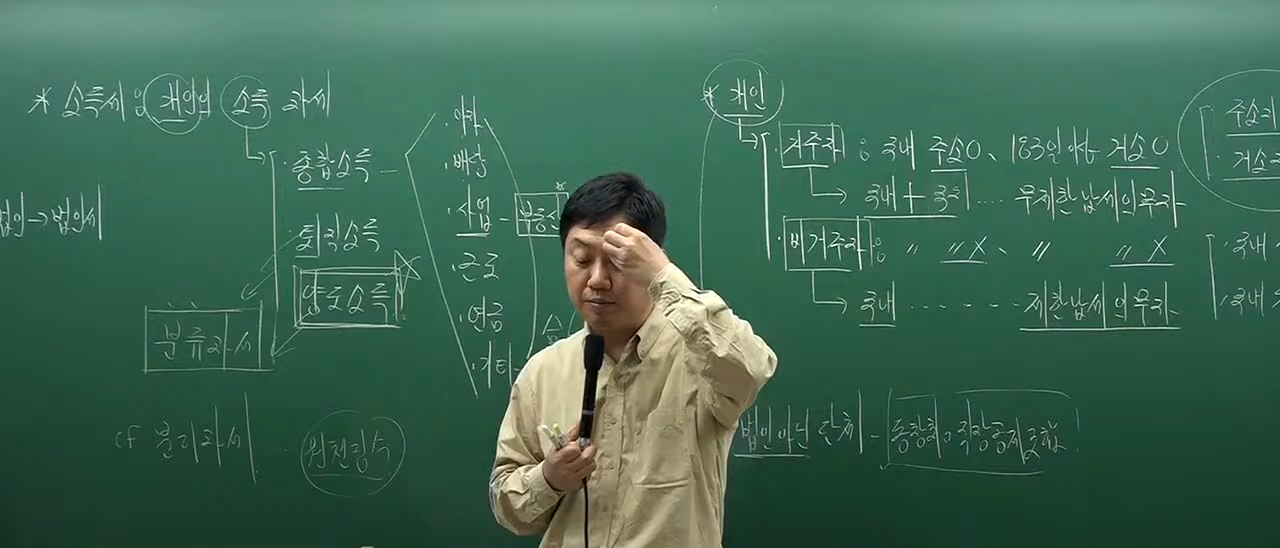 * 소득세는 개인의 소득 과세
법인→법인세
종합소득 -
· 이자
· 배당
· 사업 - 부동산
· 근로
· 연금
· 기타
· 퇴직소득
양도소득
분류과세
cf 분리과세
원천징수
* 개인
거주자 : 국내 주소O、183일 이상 거소O
→ 국내 + 국외 .... 무제한 납세의무자
· 비거주자 : 〃 〃X、 〃 〃X
→ 국내 ...... 제한납세의무자
법인 아닌 단체 -
주소
거소
· 국내
· 국내